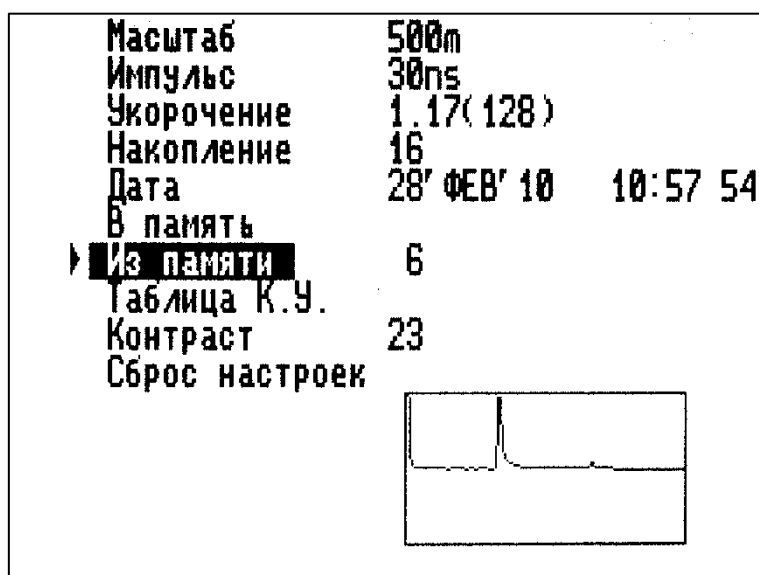 Масштаб 500m
Импульс 30ns
Укорочение 1.17(128)
Накопление 16
Дата 28' ФЕВ' 10 10:57 54
В память
Из памяти 6
Таблица К.У.
Контраст 23
Сброс настроек